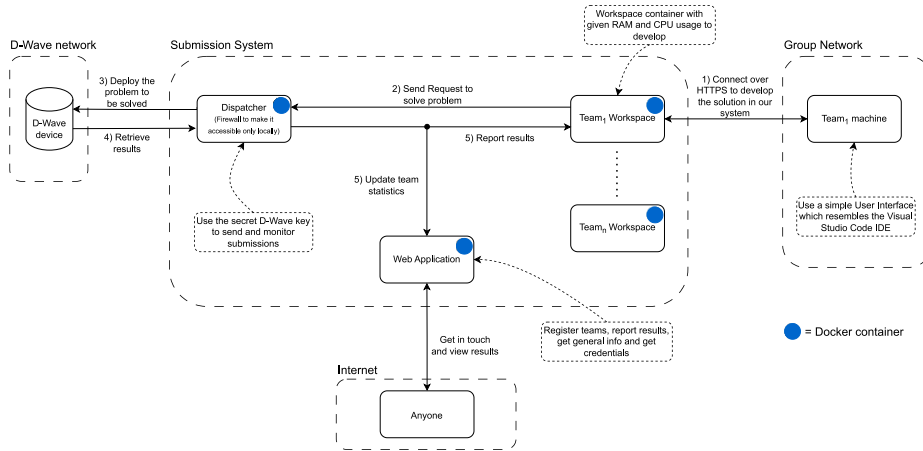 Workspace container with
given RAM and CPU usage to
develop
D-Wave network
Submission System
Group Network
3) Deploy the
problem to
be solved
2) Send Request to
solve problem
1) Connect over
HTTPS to develop
the solution in our
system
D-Wave
device
Dispatcher
(Firewall to make it
accessible only locally)
Team1 Workspace
Team1 machine
4) Retrieve
results
5) Report results
5) Update team
statistics
Use the secret D-Wave key
to send and monitor
submissions
Teamn Workspace
Use a simple User Interface
which resembles the Visual
Studio Code IDE
Web Application
Register teams, report results,
get general info and get
credentials
= Docker container
Get in touch
and view results
Internet
Anyone